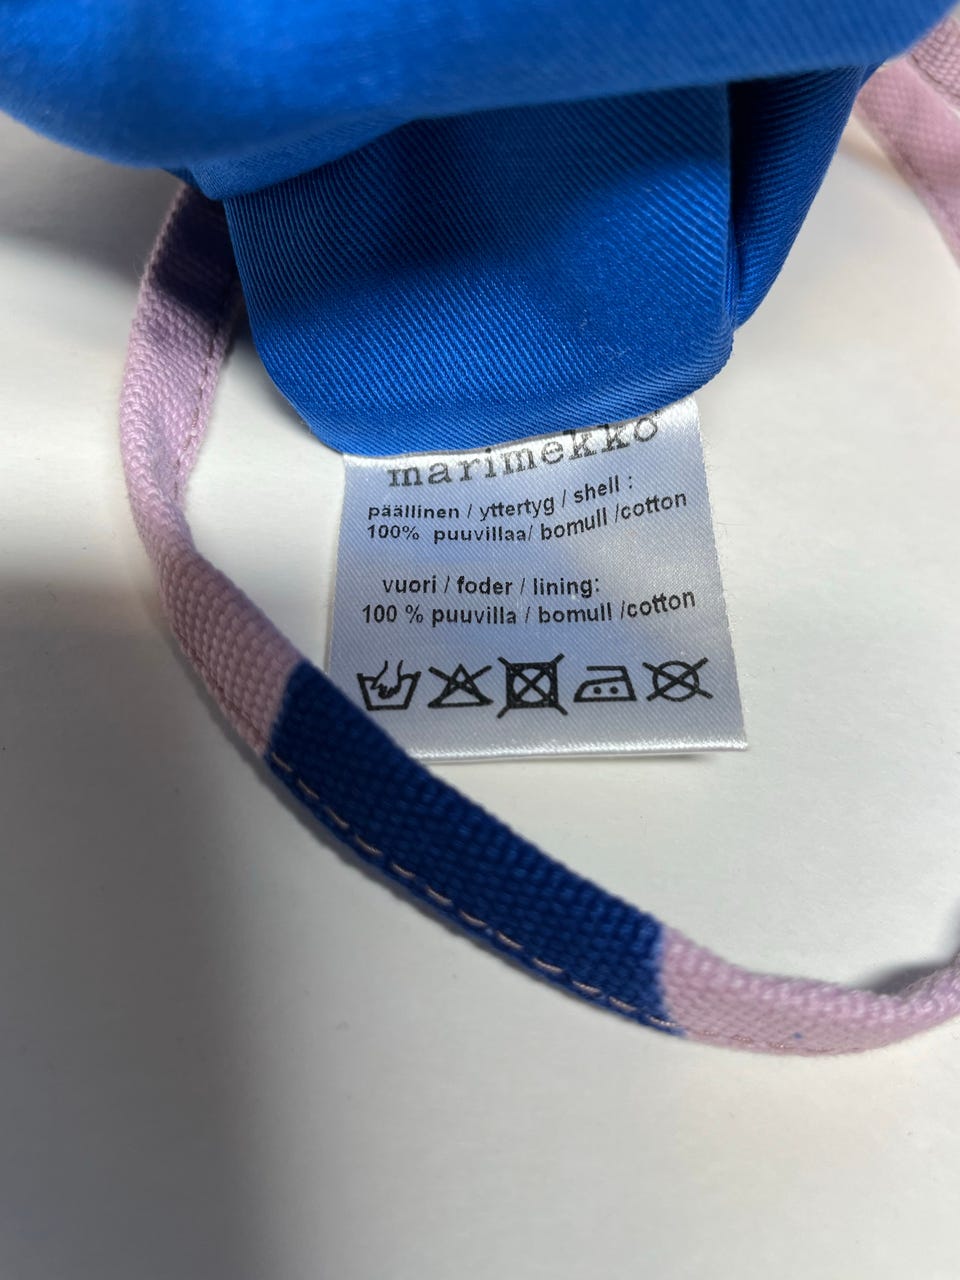 marimekko
päällinen / yttertyg / shell :
100% puuvillaa/ bomull /cotton
vuori / foder / lining:
100 % puuvilla / bomull /cotton